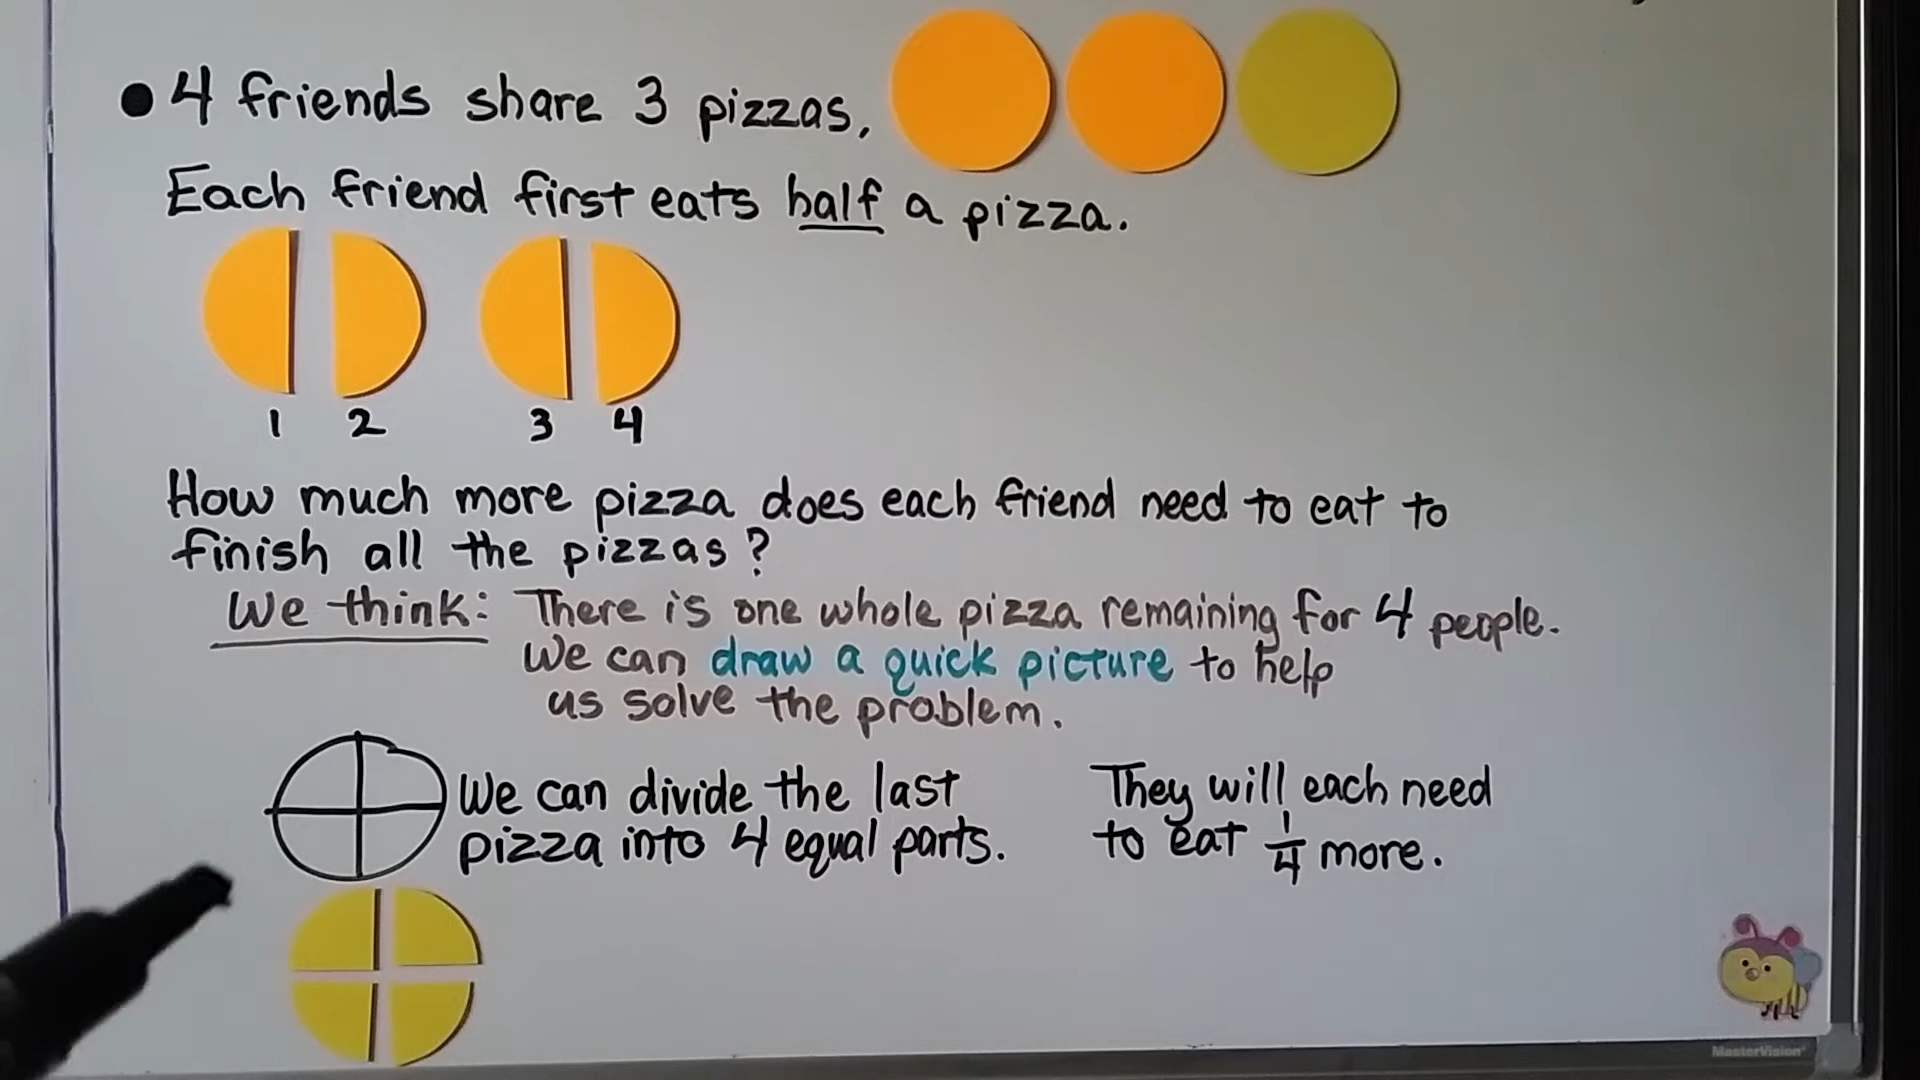 ● 4 friends share 3 pizzas,
Each friend first eats half a pizza.
1 2 3 4
How much more pizza does each friend need to eat to
finish all the pizzas?
We think: There is one whole pizza remaining for 4 people.
We can draw a quick picture to help
us solve the problem.
We can divide the last
pizza into 4 equal parts.
They will each need
to eat 1/4 more.
MasterVision